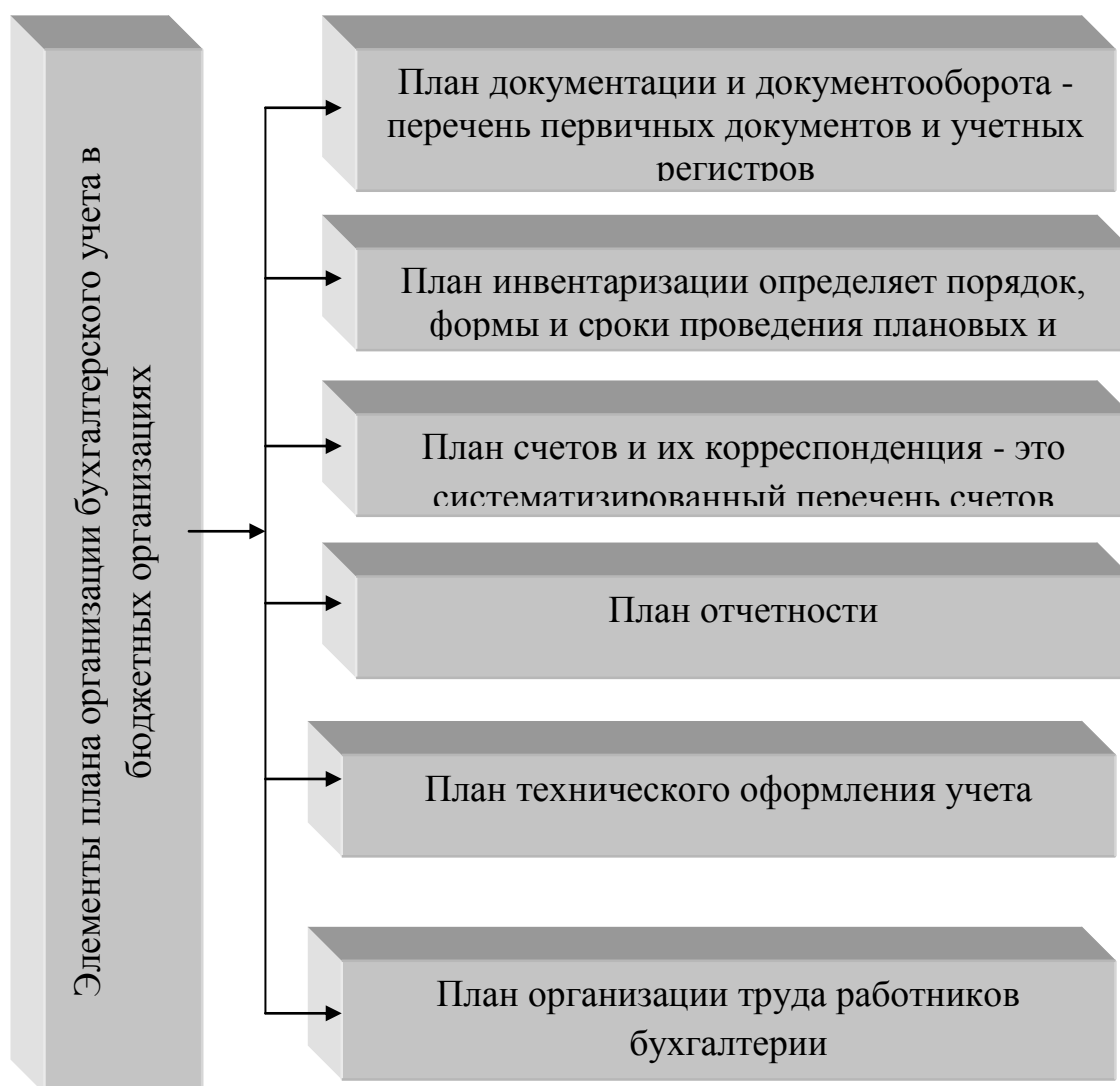 Элементы плана организации бухгалтерского учета в
бюджетных организациях
План документации и документооборота -
перечень первичных документов и учетных
регистров
План инвентаризации определяет порядок,
формы и сроки проведения плановых и
План счетов и их корреспонденция - это
систематизированный перечень счетов
План отчетности
План технического оформления учета
План организации труда работников
бухгалтерии